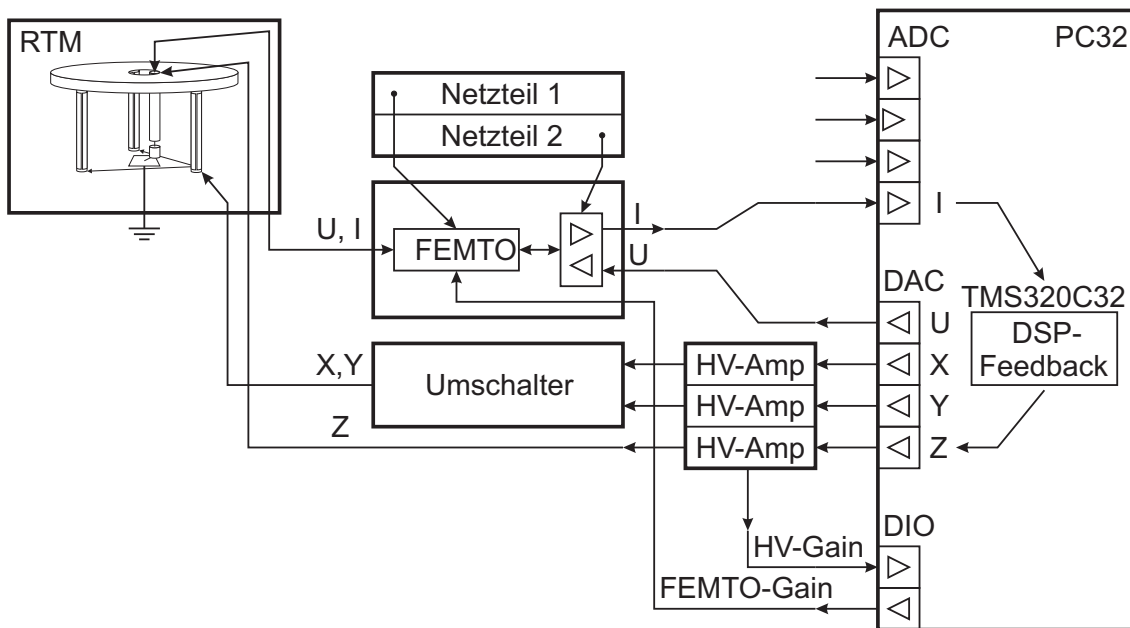 RTM
Netzteil 1
Netzteil 2
U, I
FEMTO
I
U
X,Y
Umschalter
Z
HV-Amp
HV-Amp
HV-Amp
HV-Gain
FEMTO-Gain
ADC
PC32
I
DAC
TMS320C32
U
DSP-
Feedback
X
Y
Z
DIO